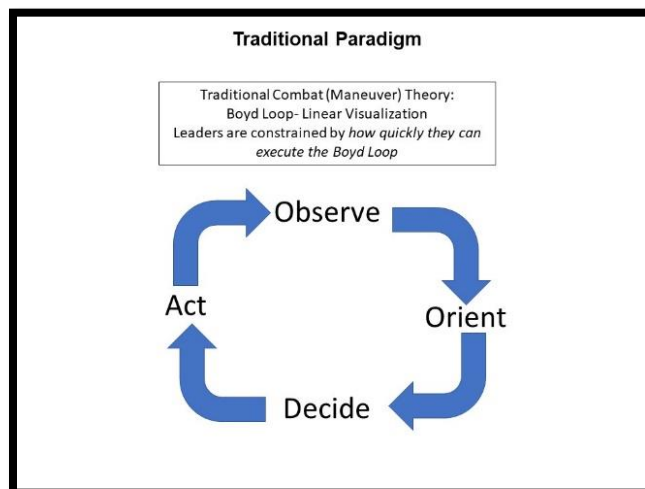 Traditional Paradigm
Traditional Combat (Maneuver) Theory:
Boyd Loop- Linear Visualization
Leaders are constrained by how quickly they can
execute the Boyd Loop
Observe
Orient
Decide
Act